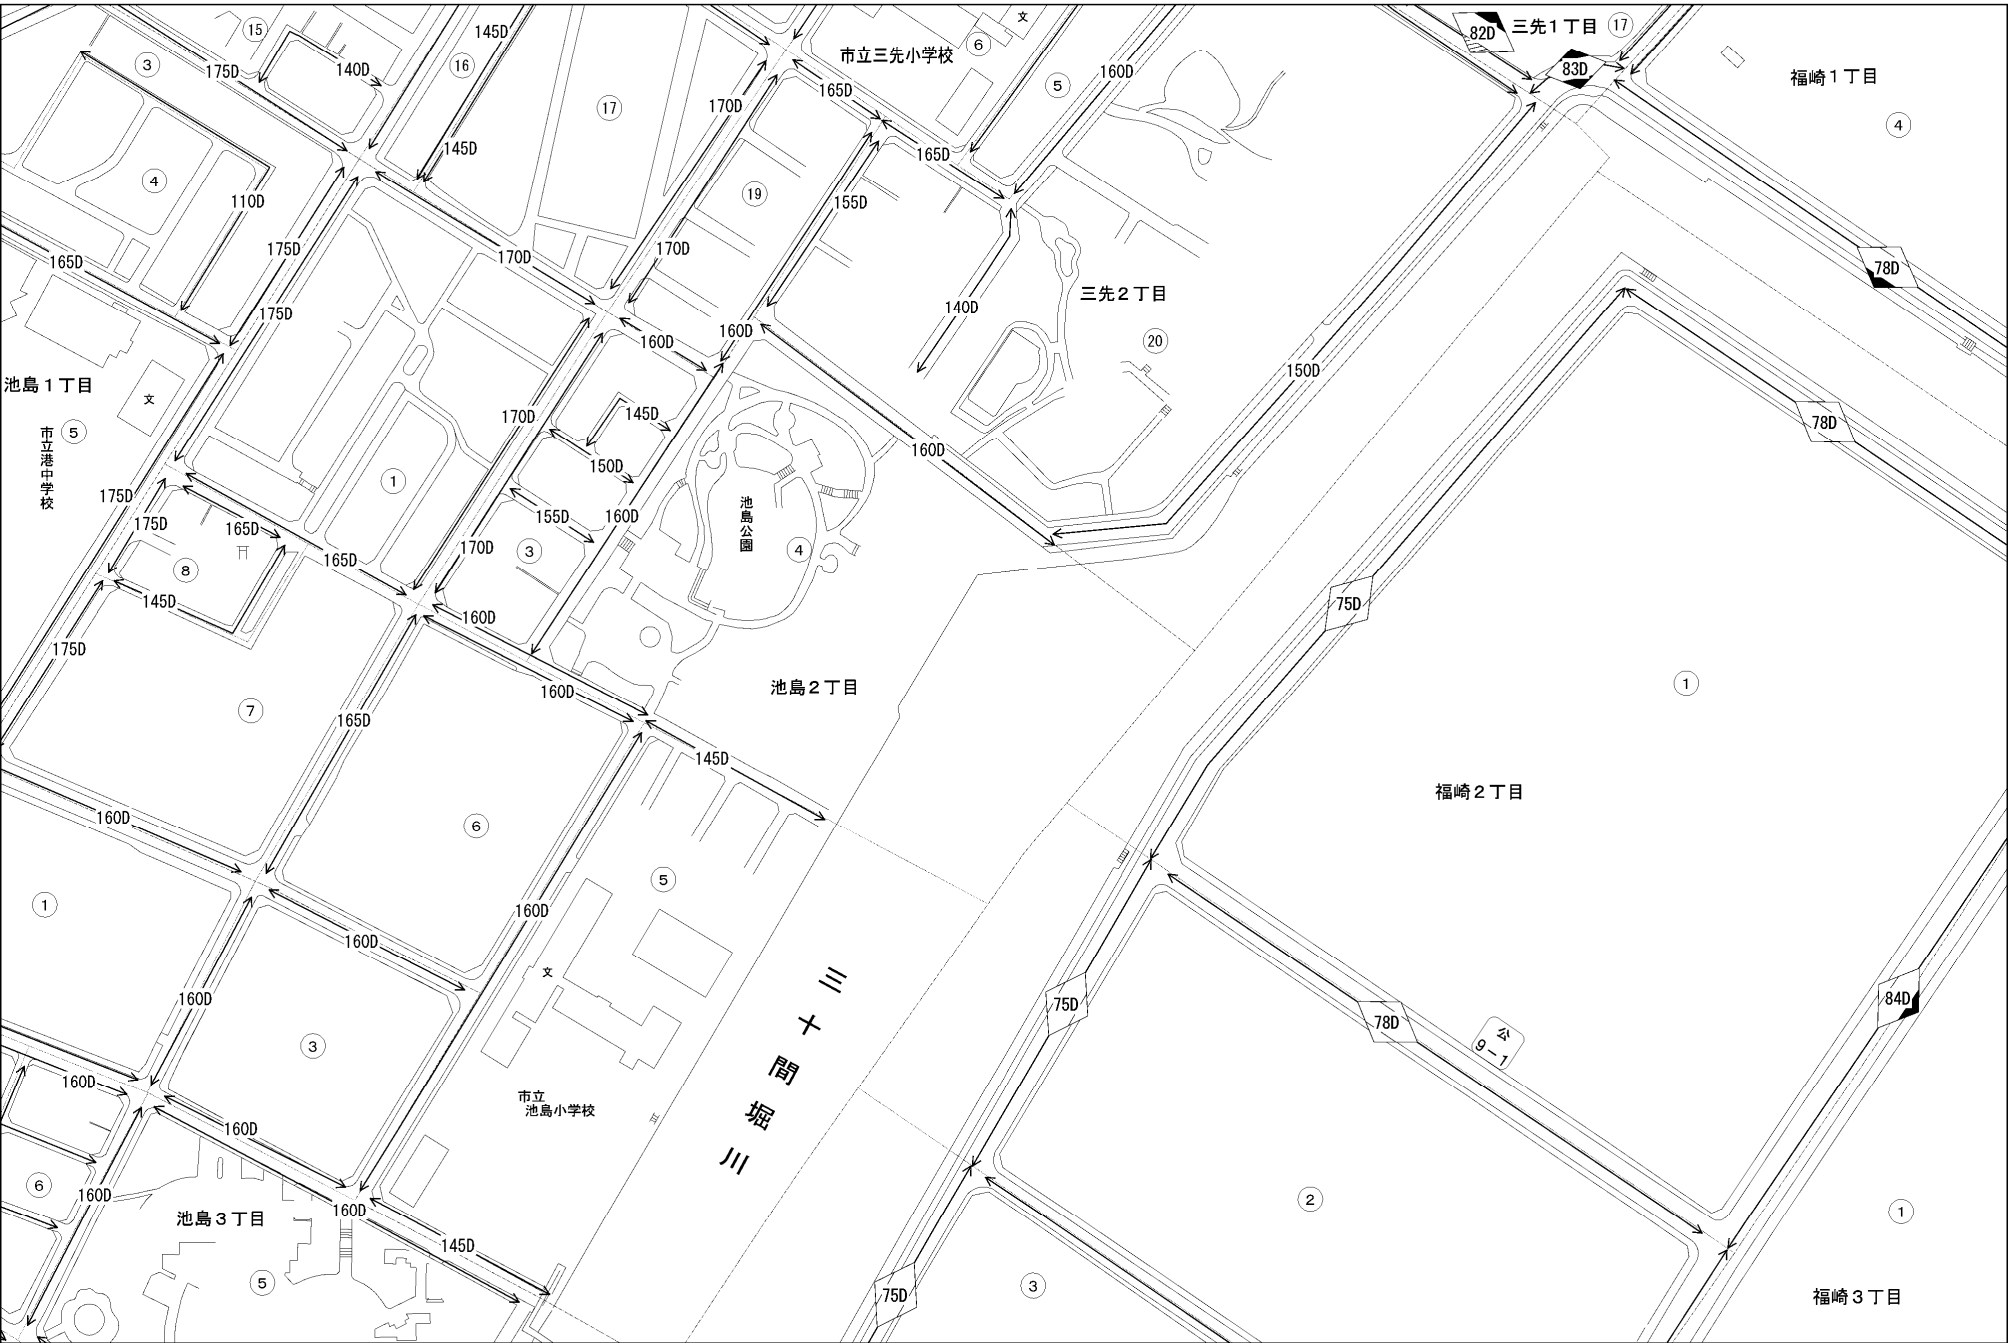 145D
15
3
175D
140D
16
17
170D
市立三先小学校
文
6
5
160D
165D
82D
三先1丁目
17
83D
福崎1丁目
4
4
110D
145D
19
155D
165D
165D
175D
170D
170D
175D
78D
三先2丁目
140D
20
160D
160D
150D
池島1丁目
文
5
市立港中学校
170D
145D
150D
160D
78D
1
175D
175D
165D
165D
155D
160D
170D
3
池島公園
4
8
145D
75D
175D
160D
160D
池島2丁目
1
7
165D
145D
福崎2丁目
160D
6
5
1
160D
160D
文
三十間堀川
160D
75D
78D
84D
公
9-1
3
160D
市立
池島小学校
160D
6
160D
160D
池島3丁目
145D
2
1
5
75D
3
福崎3丁目